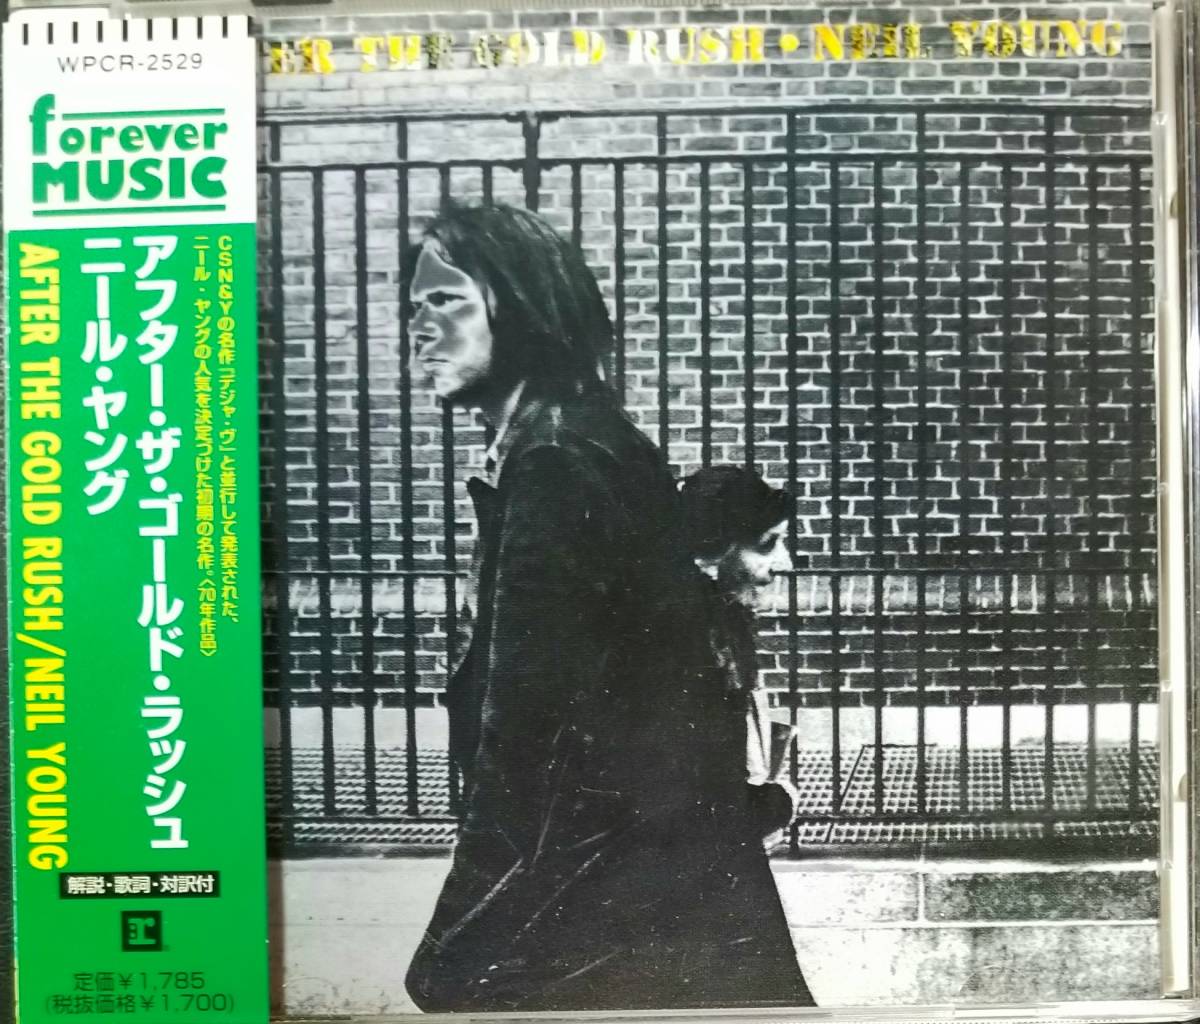 WPCR-2529
forever
MUSIC
CSN&Yの名作「デジャ・ヴ」と並行して発表された、
ニール・ヤングの人気を決定づけた初期の名作。〈70年作品〉
アフター・ザ・ゴールド・ラッシュ
ニール・ヤング
AFTER THE GOLD RUSH/NEIL YOUNG
解説・歌詞・対訳付
r
定価￥1,785
(税抜価格￥1,700)
ER THE GOLD RUSH • NEIL YOUNG